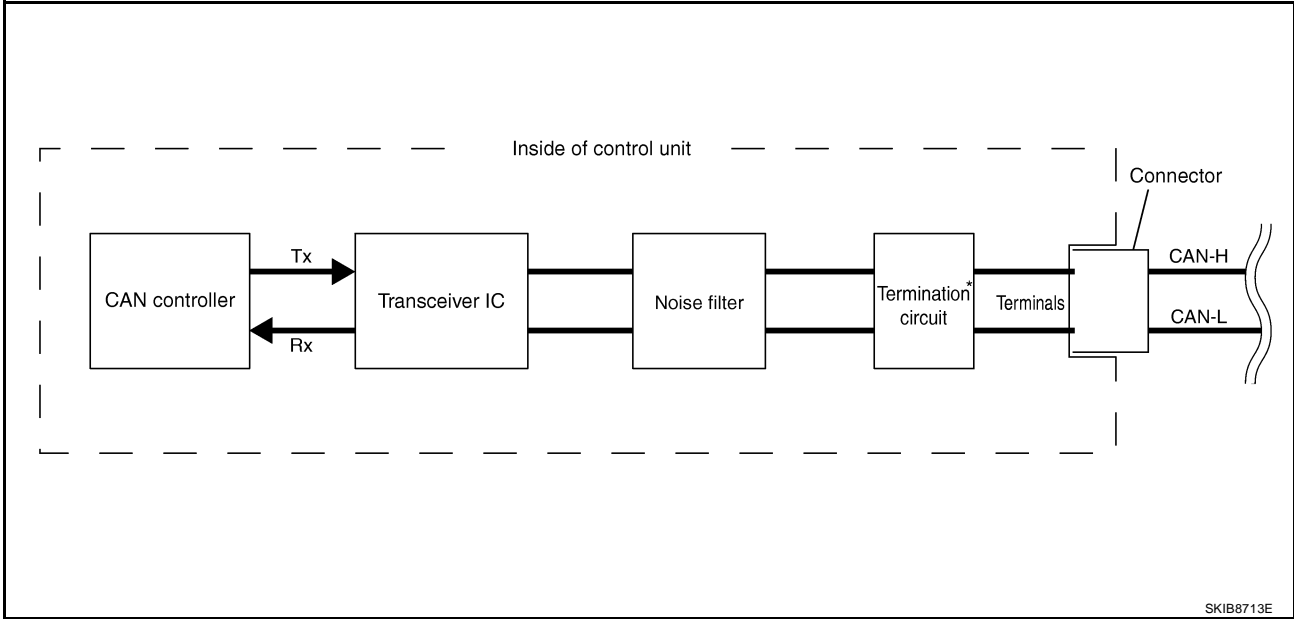 Inside of control unit
Connector
CAN controller
Tx
Rx
Transceiver IC
Noise filter
Termination*
circuit
Terminals
CAN-H
CAN-L
SKIB8713E